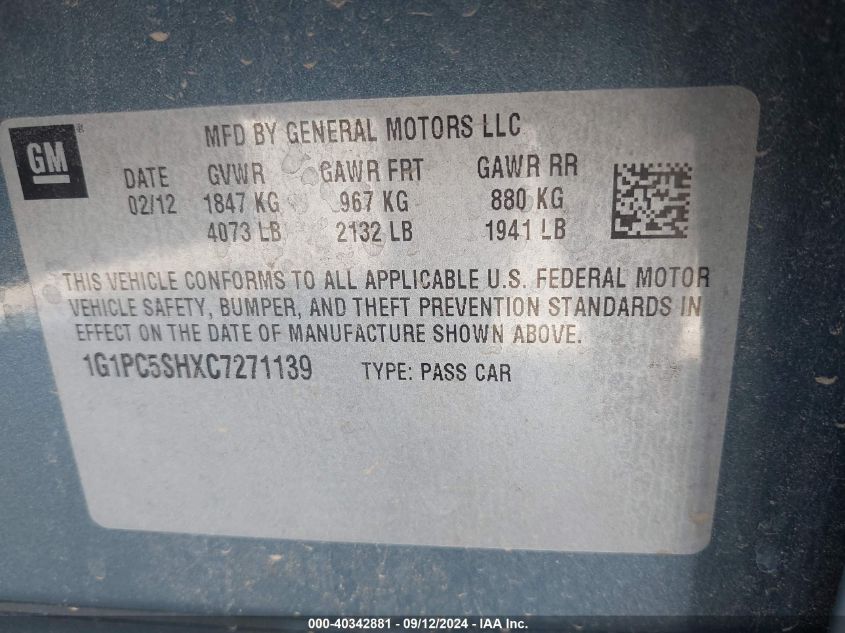 GM
MFD BY GENERAL MOTORS LLC
DATE GVWR GAWR FRT GAWR RR
02/12 1847 KG 967 KG 880 KG
4073 LB 2132 LB 1941 LB
THIS VEHICLE CONFORMS TO ALL APPLICABLE U.S. FEDERAL MOTOR
VEHICLE SAFETY, BUMPER, AND THEFT PREVENTION STANDARDS IN
EFFECT ON THE DATE OF MANUFACTURE SHOWN ABOVE.
1G1PC5SHXC7271139 TYPE: PASS CAR
000-40342881 - 09/12/2024 - IAA Inc.